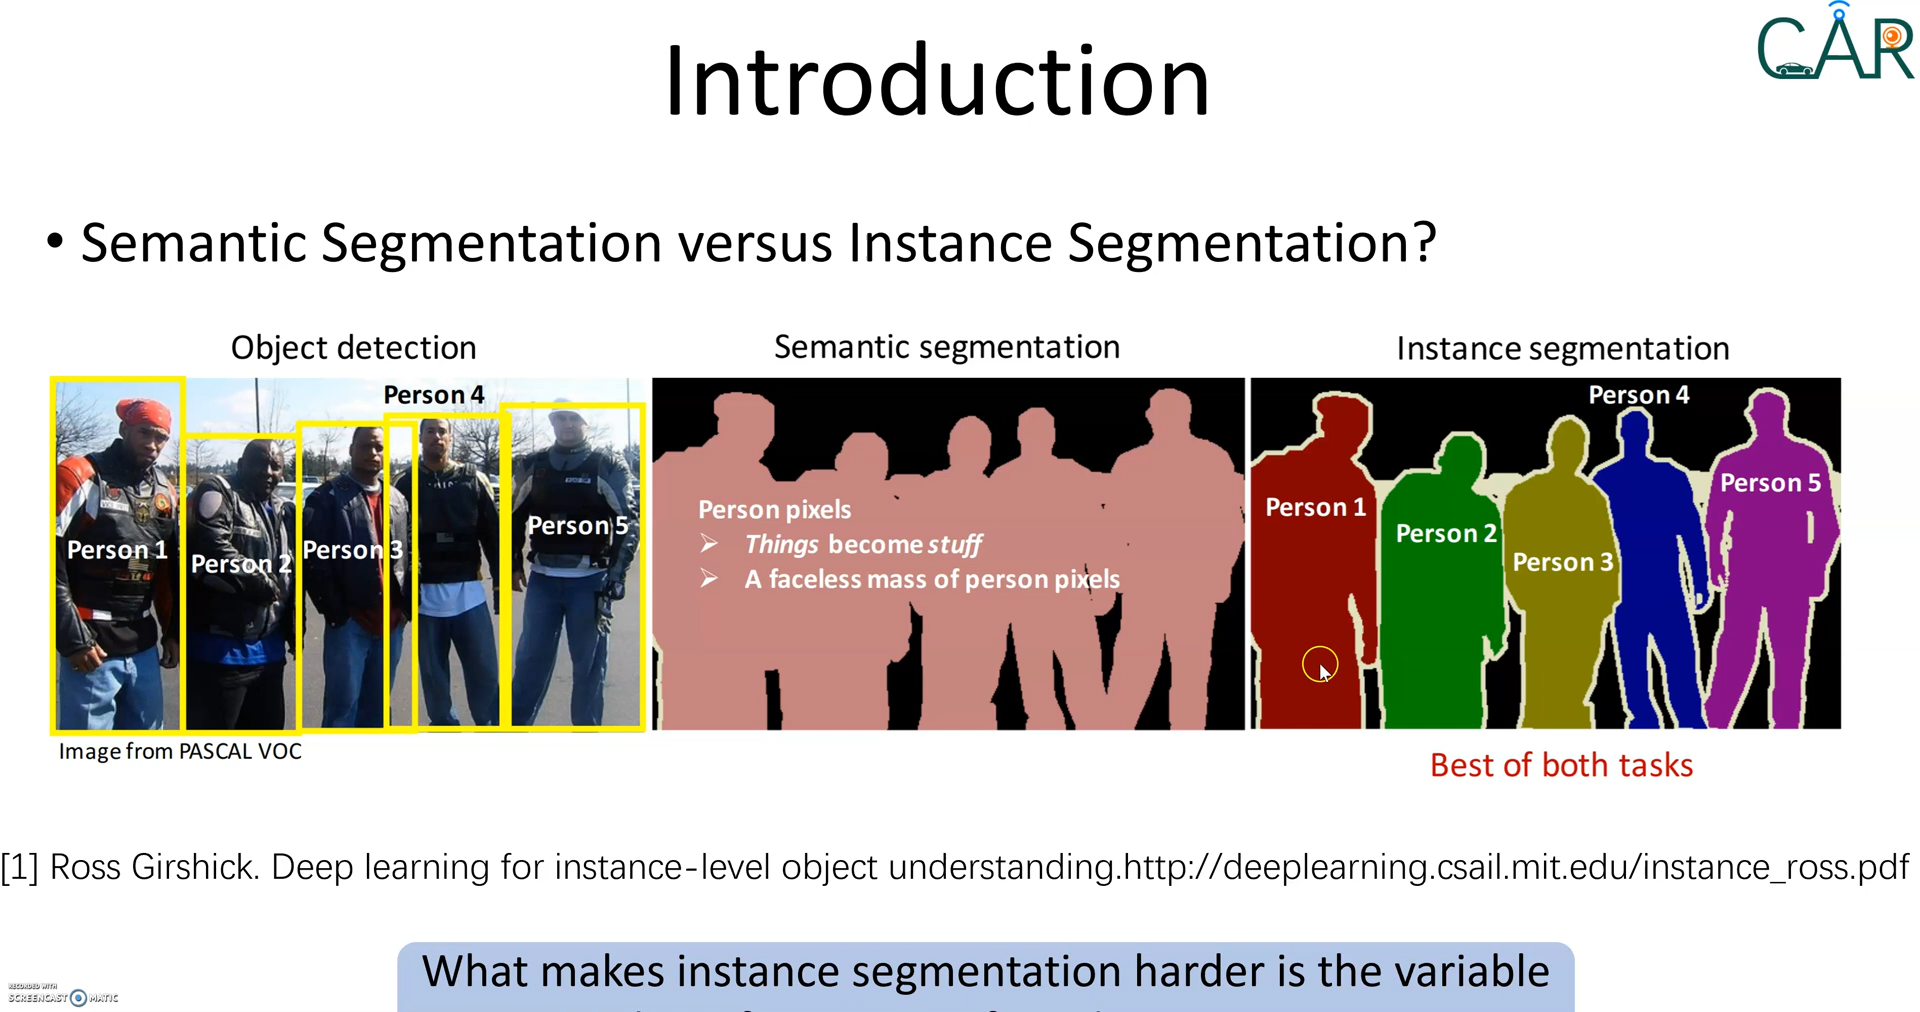 CAR
Introduction
• Semantic Segmentation versus Instance Segmentation?
Object detection
Semantic segmentation
Instance segmentation
Person 4
Person 1
Person 2
Person 3
Person 5
Person pixels
➢ Things become stuff
➢ A faceless mass of person pixels
Person 4
Person 1
Person 2
Person 3
Person 5
Image from PASCAL VOC
Best of both tasks
[1] Ross Girshick. Deep learning for instance-level object understanding.http://deeplearning.csail.mit.edu/instance_ross.pdf
What makes instance segmentation harder is the variable
RECORDED WITH
SCREENCAST MATIC